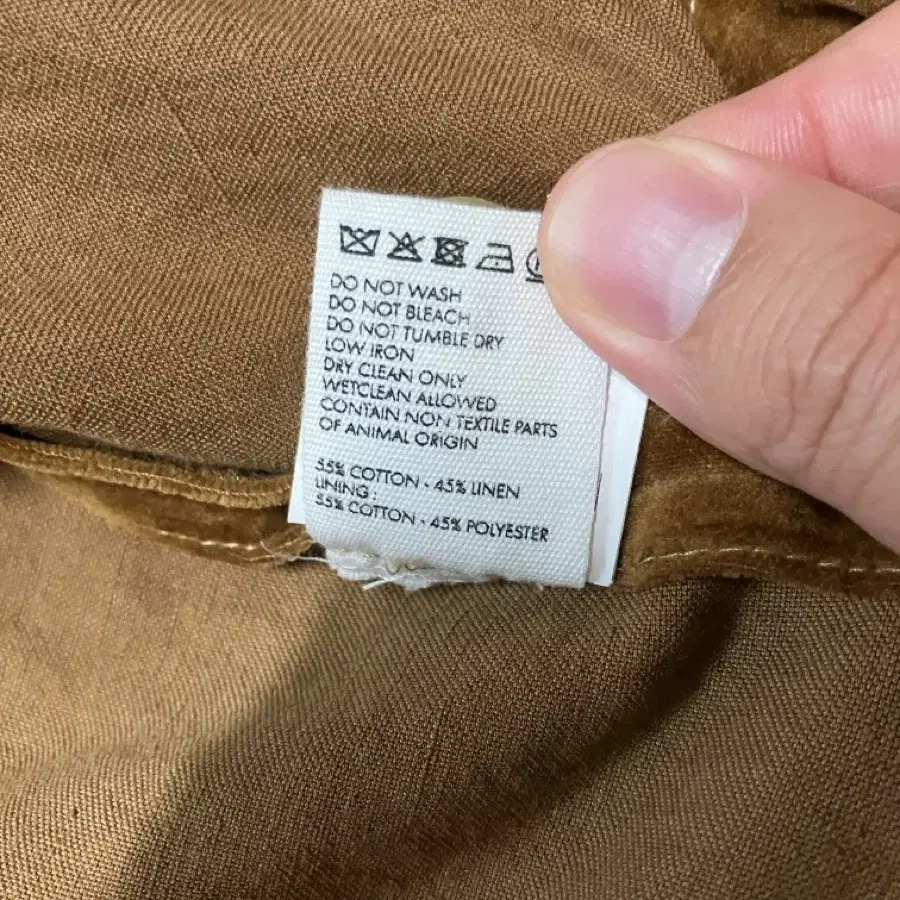 DO NOT WASH
DO NOT BLEACH
DO NOT TUMBLE DRY
LOW IRON
DRY CLEAN ONLY
WETCLEAN ALLOWED
CONTAIN NON TEXTILE PARTS
OF ANIMAL ORIGIN
55% COTTON - 45% LINEN
LINING :
55% COTTON - 45% POLYESTER